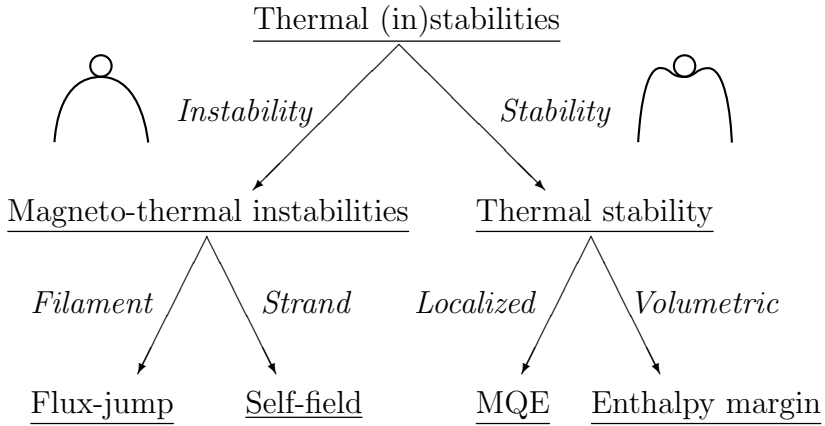 Thermal (in)stabilities
Instability
Stability
Magneto-thermal instabilities
Thermal stability
Filament
Strand
Localized
Volumetric
Flux-jump
Self-field
MQE
Enthalpy margin